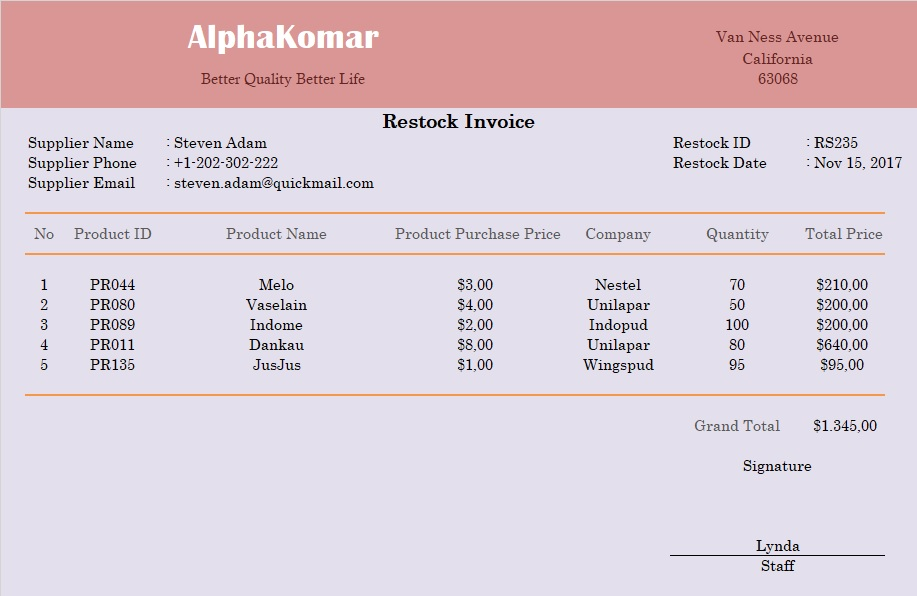 AlphaKomar
Better Quality Better Life
Van Ness Avenue
California
63068
Restock Invoice
Supplier Name : Steven Adam
Supplier Phone : +1-202-302-222
Supplier Email : steven.adam@quickmail.com
Restock ID : RS235
Restock Date : Nov 15, 2017
No Product ID Product Name Product Purchase Price Company Quantity Total Price
1 PR044 Melo $3,00 Nestel 70 $210,00
2 PR080 Vaselain $4,00 Unilapar 50 $200,00
3 PR089 Indome $2,00 Indopud 100 $200,00
4 PR011 Dankau $8,00 Unilapar 80 $640,00
5 PR135 JusJus $1,00 Wingspud 95 $95,00
Grand Total $1.345,00
Signature
Lynda
Staff